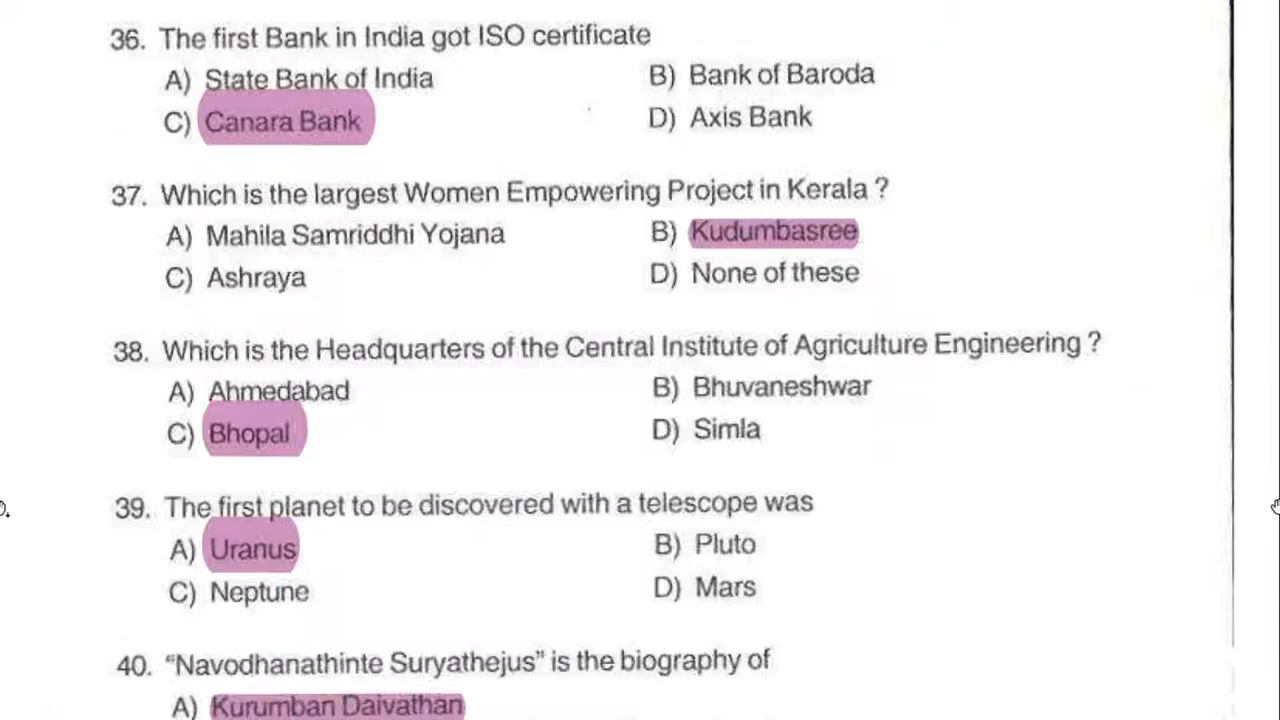 36. The first Bank in India got ISO certificate
A) State Bank of India B) Bank of Baroda
C) Canara Bank D) Axis Bank
37. Which is the largest Women Empowering Project in Kerala ?
A) Mahila Samriddhi Yojana B) Kudumbasree
C) Ashraya D) None of these
38. Which is the Headquarters of the Central Institute of Agriculture Engineering ?
A) Ahmedabad B) Bhuvaneshwar
C) Bhopal D) Simla
39. The first planet to be discovered with a telescope was
A) Uranus B) Pluto
C) Neptune D) Mars
40. “Navodhanathinte Suryathejus” is the biography of
A) Kurumban Daivathan